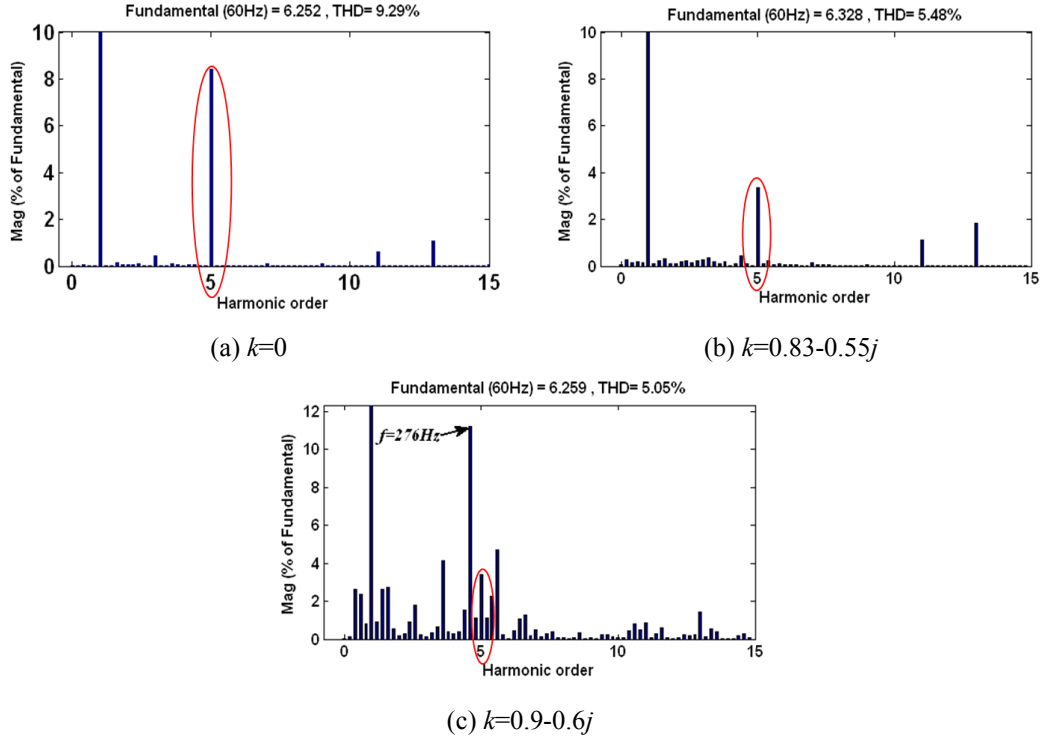 Fundamental (60Hz) = 6.252 , THD= 9.29%
Mag (% of Fundamental)
10
8
6
4
2
0
0 5 10 15
Harmonic order
(a) k=0
Fundamental (60Hz) = 6.328 , THD= 5.48%
Mag (% of Fundamental)
10
8
6
4
2
0
0 5 10 15
Harmonic order
(b) k=0.83-0.55j
Fundamental (60Hz) = 6.259 , THD= 5.05%
Mag (% of Fundamental)
12
10
8
6
4
2
0
f=276Hz
0 5 10 15
Harmonic order
(c) k=0.9-0.6j